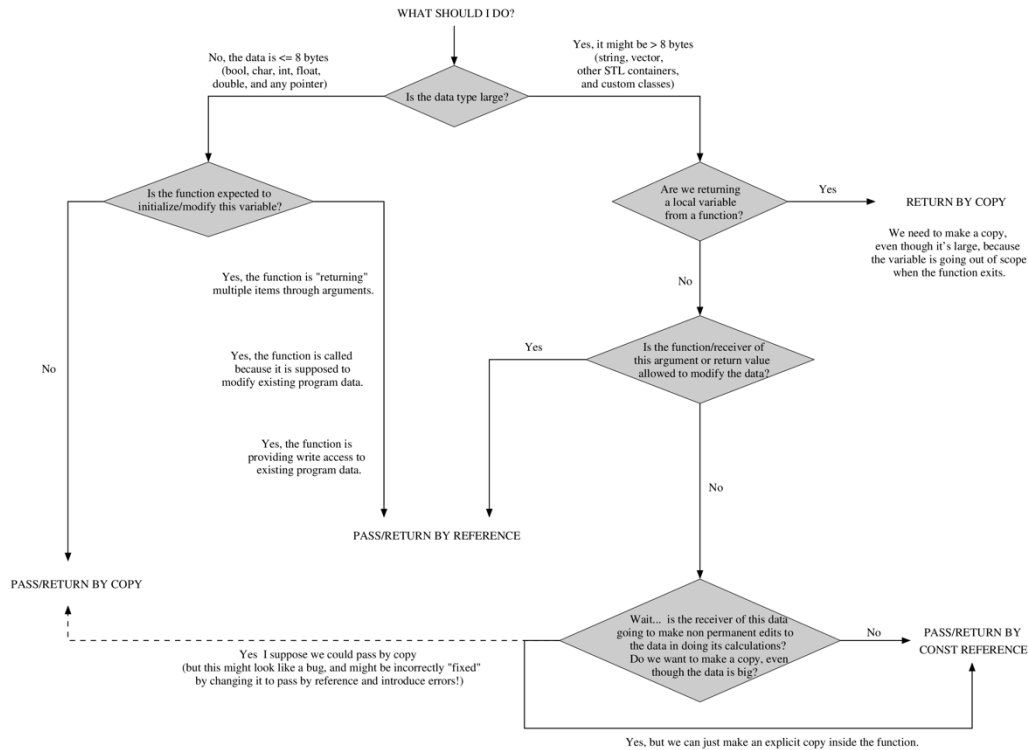 WHAT SHOULD I DO?
No, the data is <= 8 bytes
(bool, char, int, float,
double, and any pointer)
Yes, it might be > 8 bytes
(string, vector,
other STL containers,
and custom classes)
Is the data type large?
Is the function expected to
initialize/modify this variable?
Are we returning
a local variable
from a function?
Yes
RETURN BY COPY
We need to make a copy,
even though it's large, because
the variable is going out of scope
when the function exits.
Yes, the function is "returning"
multiple items through arguments.
No
No
Yes, the function is called
because it is supposed to
modify existing program data.
Yes
Is the function/receiver of
this argument or return value
allowed to modify the data?
Yes, the function is
providing write access to
existing program data.
No
PASS/RETURN BY REFERENCE
PASS/RETURN BY COPY
Wait... is the receiver of this data
going to make non permanent edits to
the data in doing its calculations?
Do we want to make a copy, even
though the data is big?
No
PASS/RETURN BY
CONST REFERENCE
Yes I suppose we could pass by copy
(but this might look like a bug, and might be incorrectly "fixed"
by changing it to pass by reference and introduce errors!)
Yes, but we can just make an explicit copy inside the function.